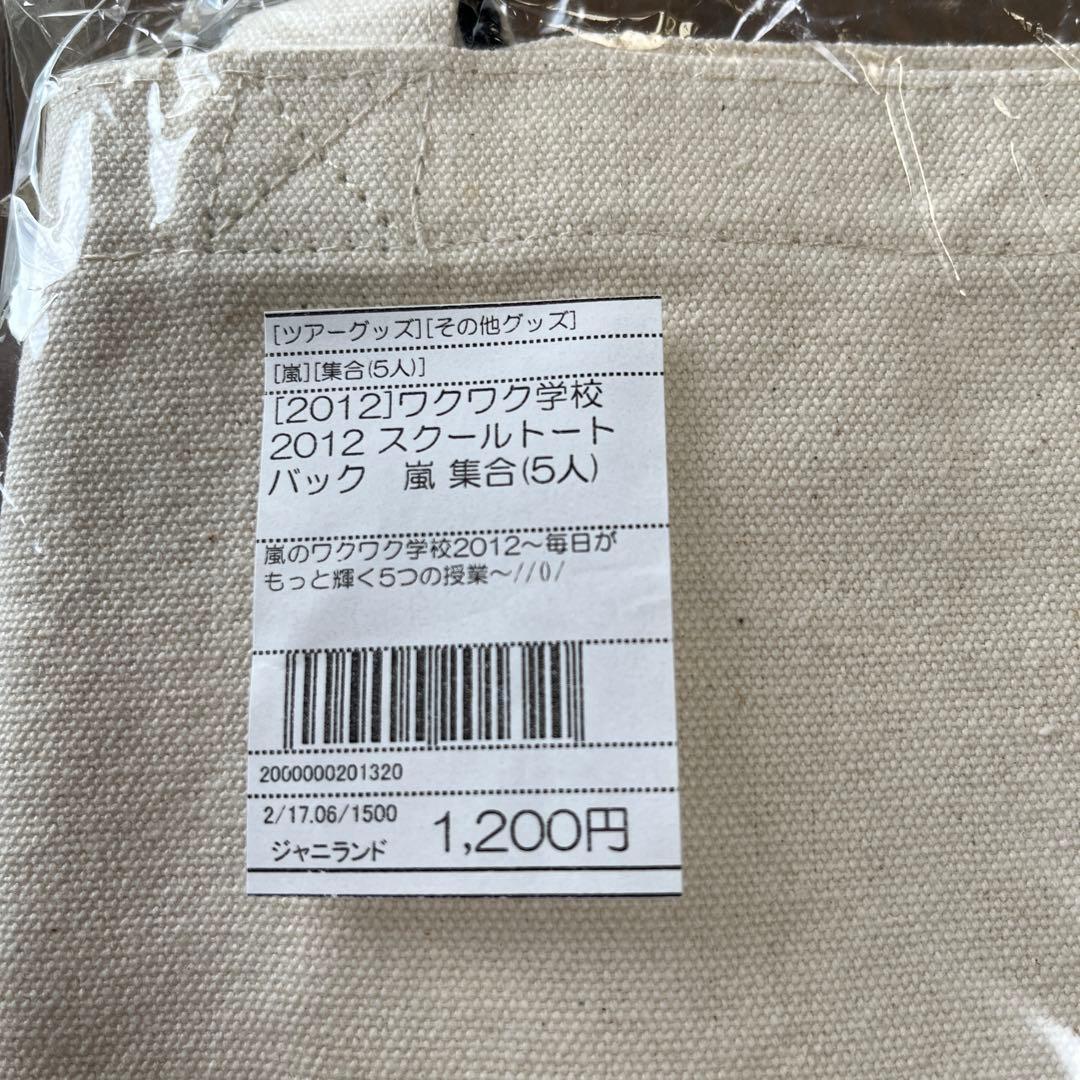 [ツアーグッズ][その他グッズ]
[嵐][集合(5人)]
[2012]ワクワク学校
2012 スクールトート
バック　嵐 集合(5人)
嵐のワクワク学校2012～毎日が
もっと輝く5つの授業～//0/
2000000201320
2/17.06/1500
ジャニランド
1,200円